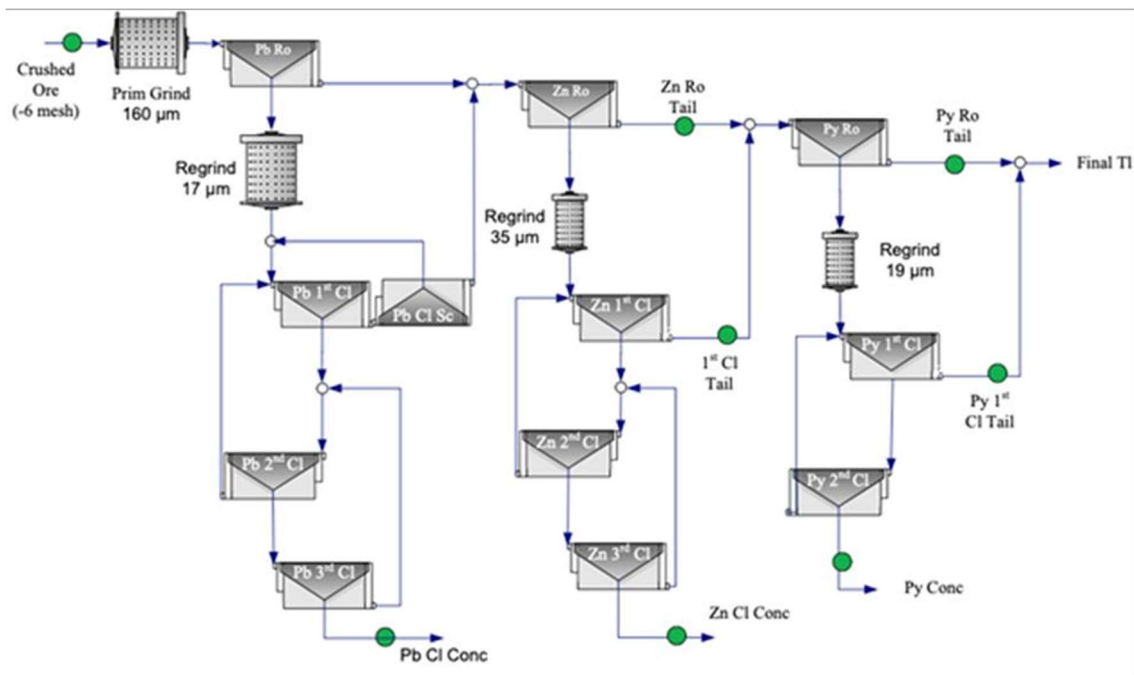 Pb Ro
Crushed
Ore
(-6 mesh)
Prim Grind
160 µm
Zn Ro
Zn Ro
Tail
Py Ro
Py Ro
Tail
Final Tl
Regrind
17 µm
Regrind
35 µm
Regrind
19 µm
Pb 1st Cl
Pb Cl Sc
Zn 1st Cl
1st Cl
Tail
Py 1st Cl
Py 1st
Cl Tail
Pb 2nd Cl
Zn 2nd Cl
Py 2nd Cl
Pb 3rd Cl
Zn 3rd Cl
Py Conc
Zn Cl Conc
Pb Cl Conc